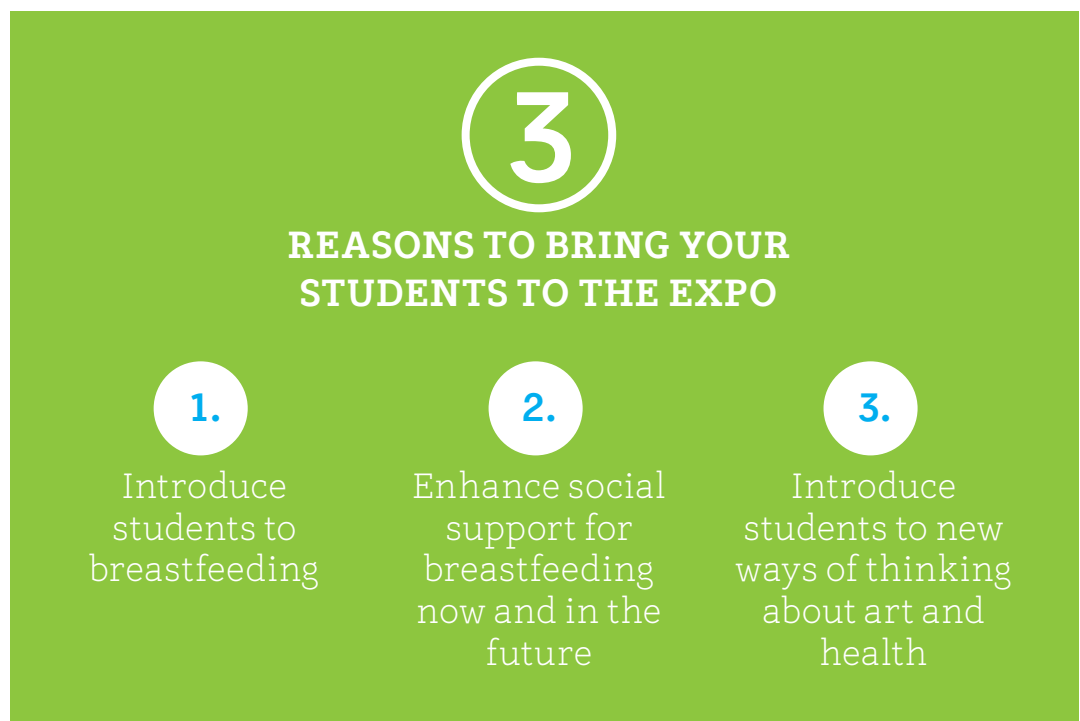 3
REASONS TO BRING YOUR
STUDENTS TO THE EXPO
1.
Introduce
students to
breastfeeding
2.
Enhance social
support for
breastfeeding
now and in the
future
3.
Introduce
students to new
ways of thinking
about art and
health